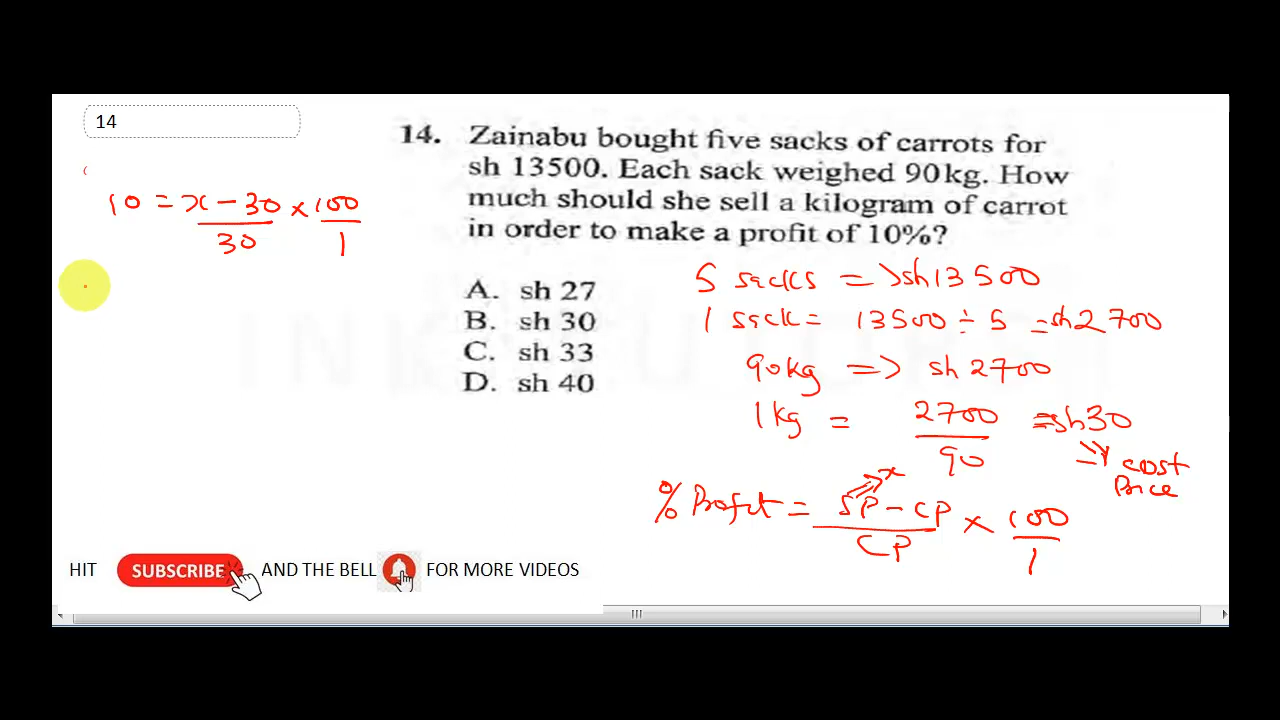 14
14. Zainabu bought five sacks of carrots for
sh 13500. Each sack weighed 90kg. How
much should she sell a kilogram of carrot
in order to make a profit of 10%?
A. sh 27
B. sh 30
C. sh 33
D. sh 40
10 = x - 30 × 100
30 1
5 sacks => sh 13500
1 sack = 13500 ÷ 5 = sh 2700
90kg => sh 2700
1kg = 2700 = sh 30
90
cost
Price
x
% Profit = SP - CP × 100
CP 1
HIT SUBSCRIBE AND THE BELL FOR MORE VIDEOS